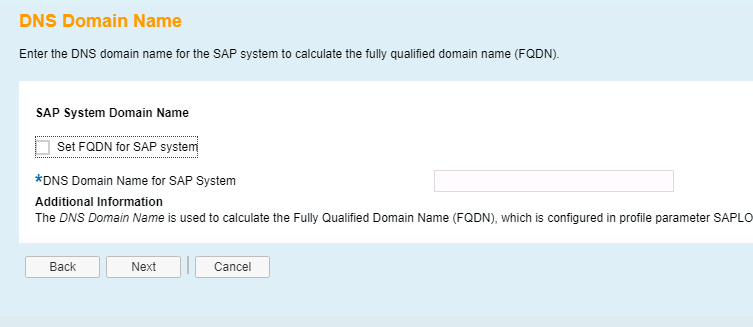 DNS Domain Name
Enter the DNS domain name for the SAP system to calculate the fully qualified domain name (FQDN).
SAP System Domain Name
Set FQDN for SAP system
*DNS Domain Name for SAP System
Additional Information
The DNS Domain Name is used to calculate the Fully Qualified Domain Name (FQDN), which is configured in profile parameter SAPLO
Back Next Cancel